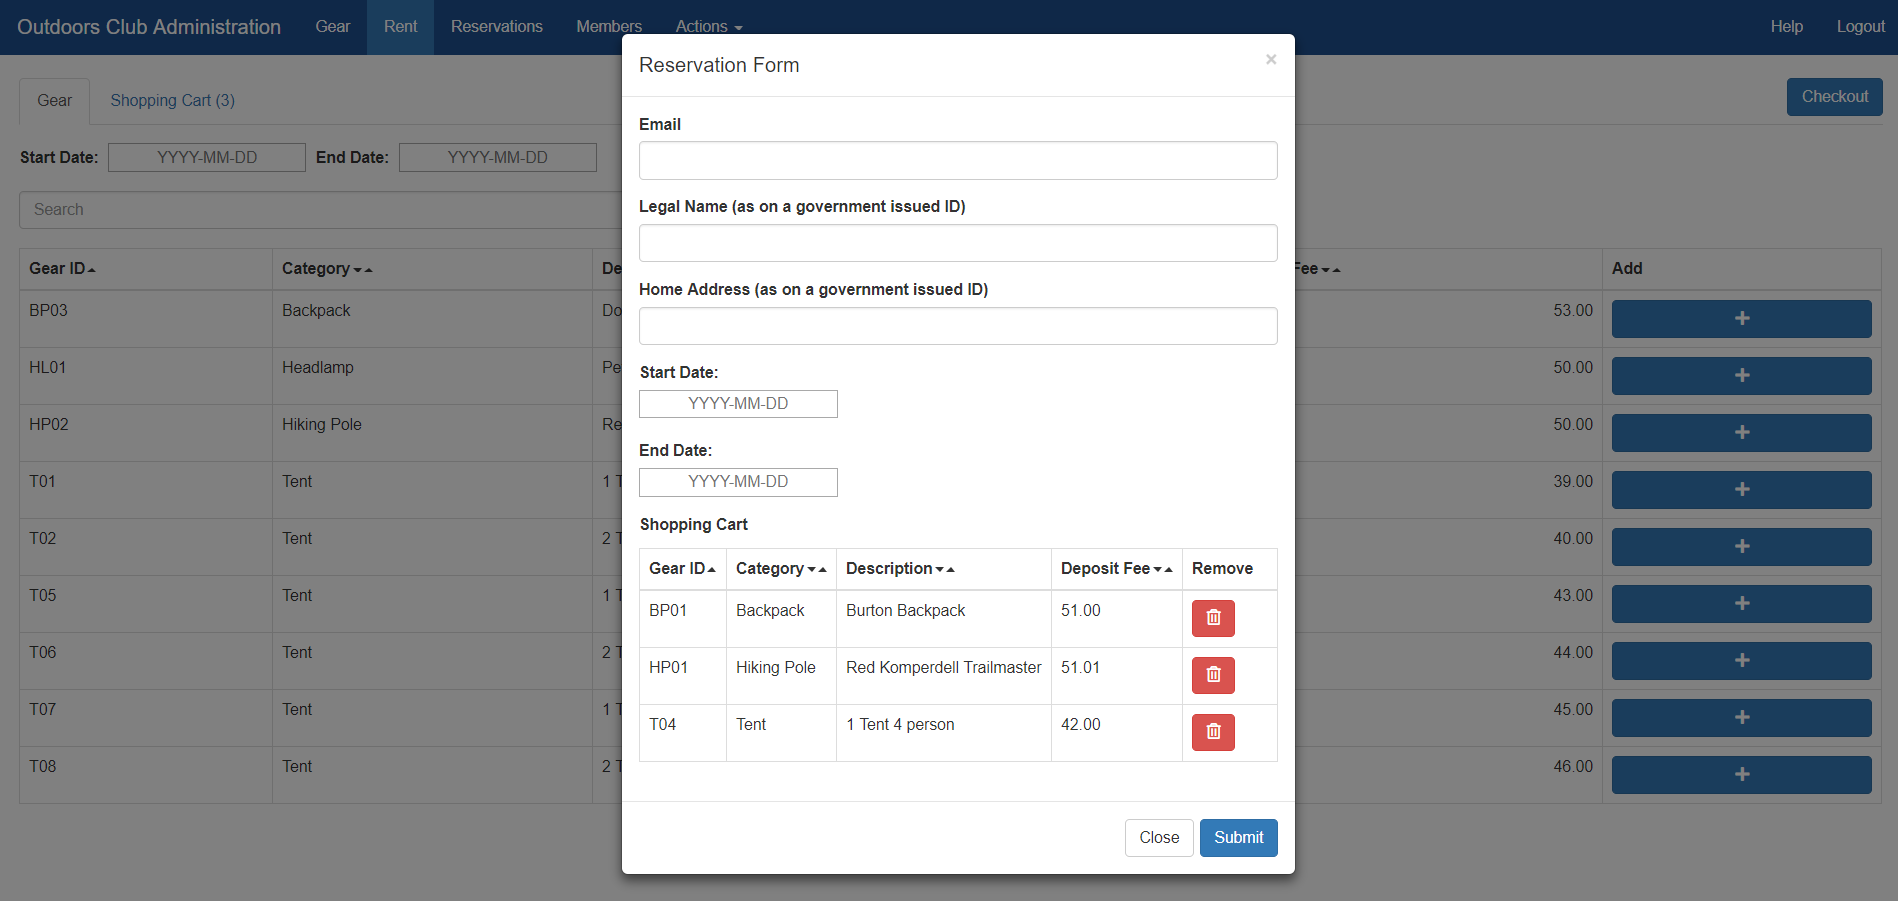 Outdoors Club Administration Gear Rent Reservations Members Actions Help Logout
Reservation Form ×
Gear Shopping Cart (3) Checkout
Start Date: YYYY-MM-DD End Date: YYYY-MM-DD
Search
Gear ID Category Fee Add
BP03 Backpack 53.00
HL01 Headlamp 50.00
HP02 Hiking Pole 50.00
T01 Tent 1 39.00
T02 Tent 2 40.00
T05 Tent 1 43.00
T06 Tent 2 44.00
T07 Tent 1 45.00
T08 Tent 2 46.00
Email
Legal Name (as on a government issued ID)
Home Address (as on a government issued ID)
Start Date:
YYYY-MM-DD
End Date:
YYYY-MM-DD
Shopping Cart
Gear ID Category Description Deposit Fee Remove
BP01 Backpack Burton Backpack 51.00
HP01 Hiking Pole Red Komperdell Trailmaster 51.01
T04 Tent 1 Tent 4 person 42.00
Close Submit